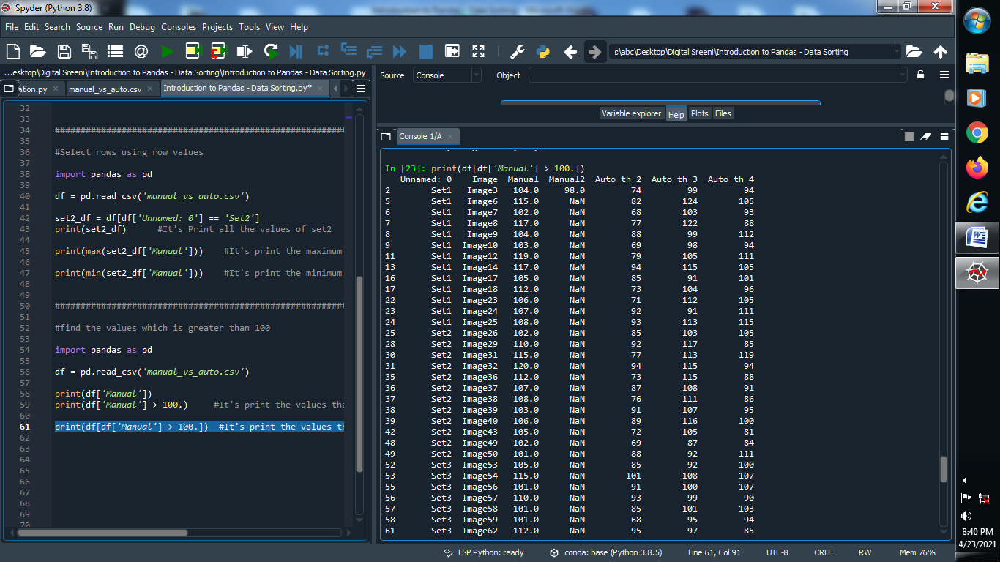 Spyder (Python 3.8)
File Edit Search Source Run Debug Consoles Projects Tools View Help
s\abc\Desktop\Digital Sreeni\Introduction to Pandas - Data Sorting
...esktop\Digital Sreeni\Introduction to Pandas - Data Sorting\Introduction to Pandas - Data Sorting.py
ation.py manual_vs_auto.csv Introduction to Pandas - Data Sorting.py*
32
33
34 ########################################################
35
36 #Select rows using row values
37
38 import pandas as pd
39
40 df = pd.read_csv('manual_vs_auto.csv')
41
42 set2_df = df[df['Unnamed: 0'] == 'Set2']
43 print(set2_df) #It's Print all the values of set2
44
45 print(max(set2_df['Manual'])) #It's print the maximum
46
47 print(min(set2_df['Manual'])) #It's print the minimum
48
49
50 ########################################################
51
52 #find the values which is greater than 100
53
54 import pandas as pd
55
56 df = pd.read_csv('manual_vs_auto.csv')
57
58 print(df['Manual'])
59 print(df['Manual'] > 100.) #It's print the values tha
60
61 print(df[df['Manual'] > 100.]) #It's print the values th
62
63
64
65
66
67
68
69
70
Source Console Object
Variable explorer Help Plots Files
Console 1/A
In [23]: print(df[df['Manual'] > 100.])
Unnamed: 0 Image Manual Manual2 Auto_th_2 Auto_th_3 Auto_th_4
2 Set1 Image3 104.0 98.0 74 99 94
5 Set1 Image6 115.0 NaN 82 124 105
6 Set1 Image7 102.0 NaN 68 103 93
7 Set1 Image8 117.0 NaN 77 122 88
8 Set1 Image9 104.0 NaN 88 99 112
9 Set1 Image10 103.0 NaN 69 98 94
11 Set1 Image12 119.0 NaN 79 105 111
13 Set1 Image14 117.0 NaN 94 115 105
16 Set1 Image17 105.0 NaN 85 91 101
17 Set1 Image18 112.0 NaN 73 104 96
22 Set1 Image23 106.0 NaN 71 112 105
23 Set1 Image24 107.0 NaN 92 91 111
24 Set1 Image25 108.0 NaN 93 113 115
25 Set2 Image26 102.0 NaN 85 103 105
28 Set2 Image29 110.0 NaN 92 117 85
30 Set2 Image31 115.0 NaN 77 113 119
31 Set2 Image32 120.0 NaN 94 115 94
35 Set2 Image36 112.0 NaN 73 115 88
36 Set2 Image37 107.0 NaN 87 108 91
37 Set2 Image38 108.0 NaN 76 111 86
38 Set2 Image39 103.0 NaN 91 107 95
39 Set2 Image40 106.0 NaN 89 116 100
42 Set2 Image43 105.0 NaN 72 105 81
48 Set2 Image49 102.0 NaN 69 87 84
49 Set2 Image50 101.0 NaN 88 92 111
52 Set3 Image53 105.0 NaN 85 92 100
53 Set3 Image54 115.0 NaN 101 108 107
55 Set3 Image56 101.0 NaN 91 100 107
56 Set3 Image57 110.0 NaN 93 99 90
57 Set3 Image58 101.0 NaN 85 101 103
58 Set3 Image59 101.0 NaN 68 95 94
61 Set3 Image62 112.0 NaN 95 97 85
LSP Python: ready conda: base (Python 3.8.5) Line 61, Col 91 UTF-8 CRLF RW Mem 76%
8:40 PM
4/23/2021